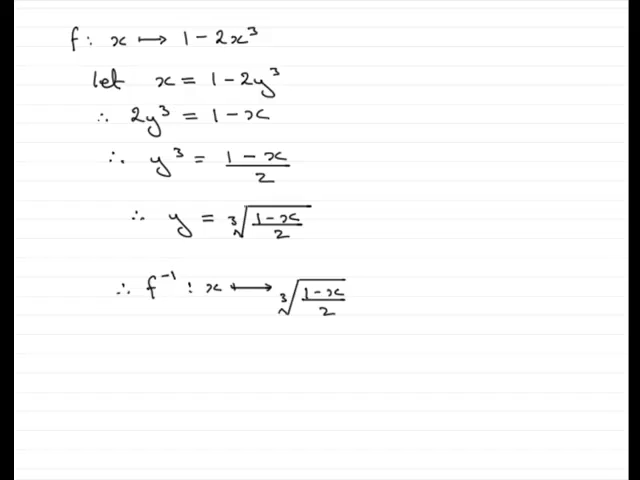 f : x ⟼ 1 - 2x³
let x = 1 - 2y³
∴ 2y³ = 1 - x
∴ y³ = (1 - x)/2
∴ y = ∛((1-x)/2)
∴ f⁻¹ : x ⟼ ∛((1-x)/2)